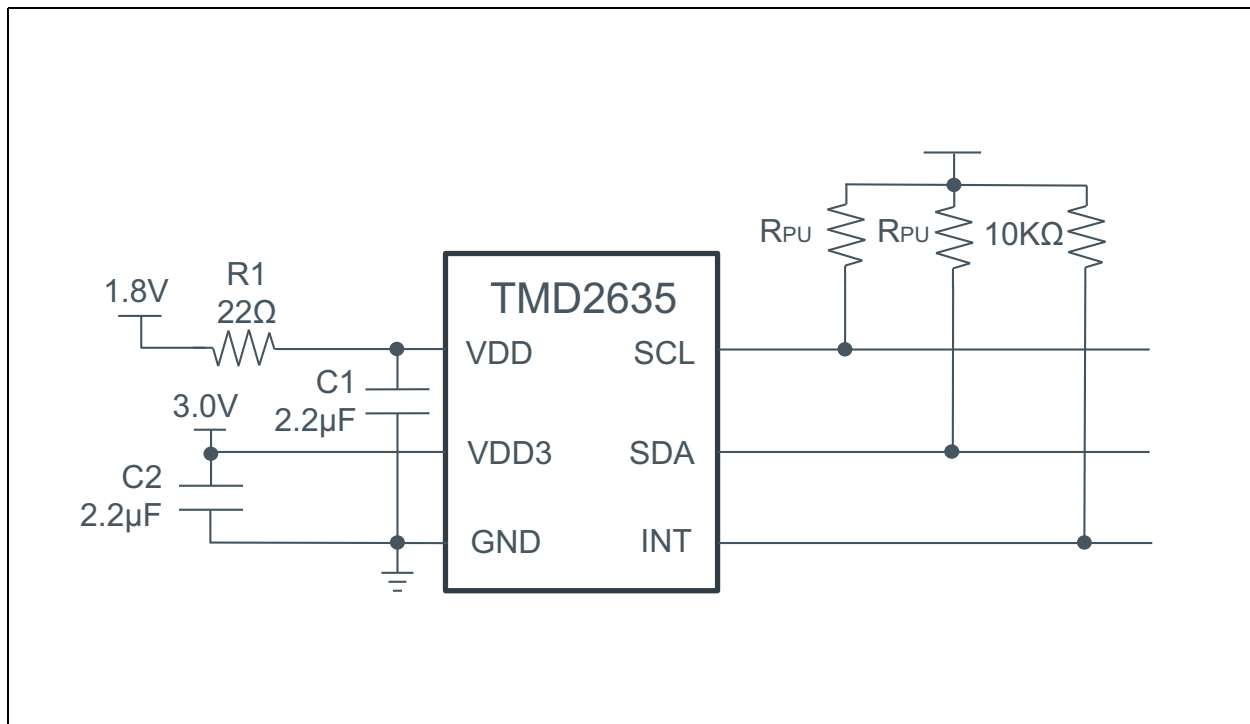 RPU
RPU
10KΩ
R1
22Ω
1.8V
TMD2635
VDD
SCL
C1
2.2µF
3.0V
VDD3
SDA
C2
2.2µF
GND
INT